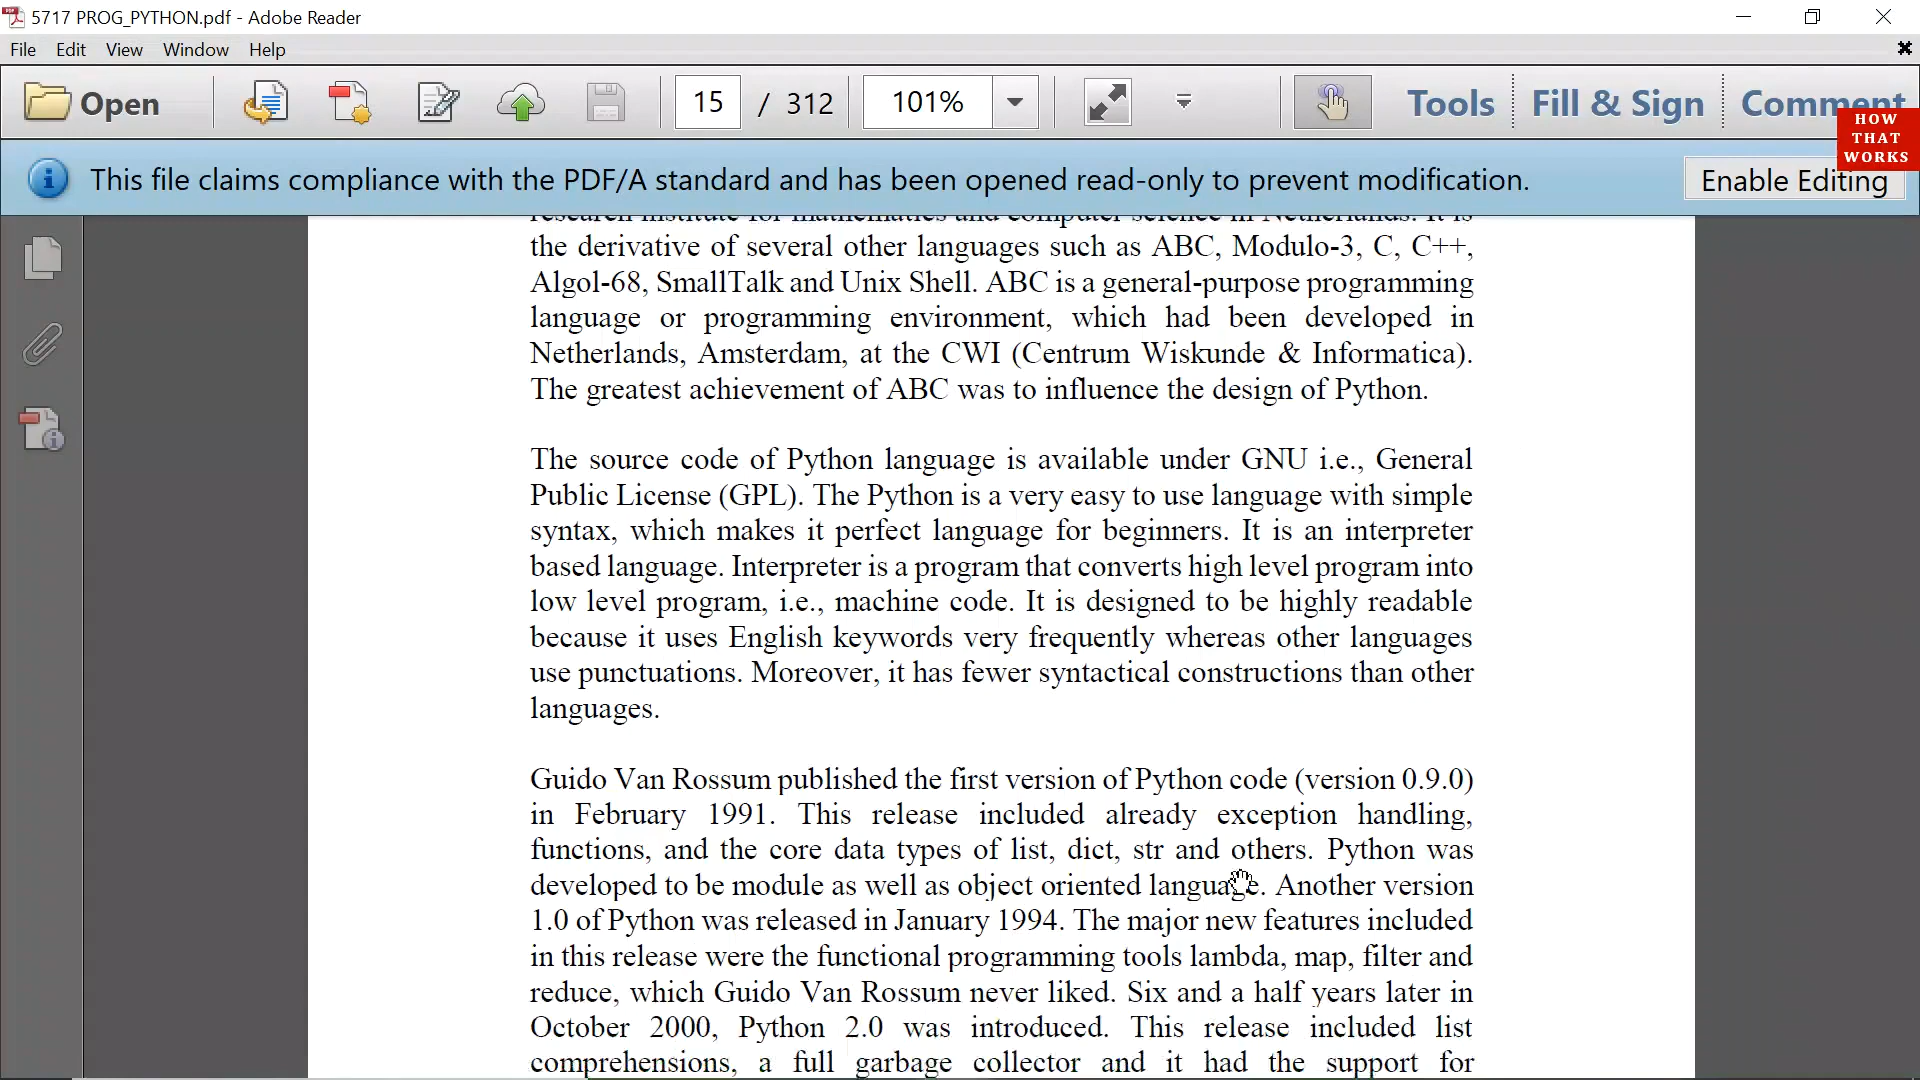 5717 PROG_PYTHON.pdf - Adobe Reader
File Edit View Window Help
Open 15 / 312 101% Tools Fill & Sign Comment
HOW
THAT
WORKS
This file claims compliance with the PDF/A standard and has been opened read-only to prevent modification. Enable Editing
research institute for mathematics and computer science in Netherlands. It is
the derivative of several other languages such as ABC, Modulo-3, C, C++,
Algol-68, SmallTalk and Unix Shell. ABC is a general-purpose programming
language or programming environment, which had been developed in
Netherlands, Amsterdam, at the CWI (Centrum Wiskunde & Informatica).
The greatest achievement of ABC was to influence the design of Python.
The source code of Python language is available under GNU i.e., General
Public License (GPL). The Python is a very easy to use language with simple
syntax, which makes it perfect language for beginners. It is an interpreter
based language. Interpreter is a program that converts high level program into
low level program, i.e., machine code. It is designed to be highly readable
because it uses English keywords very frequently whereas other languages
use punctuations. Moreover, it has fewer syntactical constructions than other
languages.
Guido Van Rossum published the first version of Python code (version 0.9.0)
in February 1991. This release included already exception handling,
functions, and the core data types of list, dict, str and others. Python was
developed to be module as well as object oriented language. Another version
1.0 of Python was released in January 1994. The major new features included
in this release were the functional programming tools lambda, map, filter and
reduce, which Guido Van Rossum never liked. Six and a half years later in
October 2000, Python 2.0 was introduced. This release included list
comprehensions, a full garbage collector and it had the support for